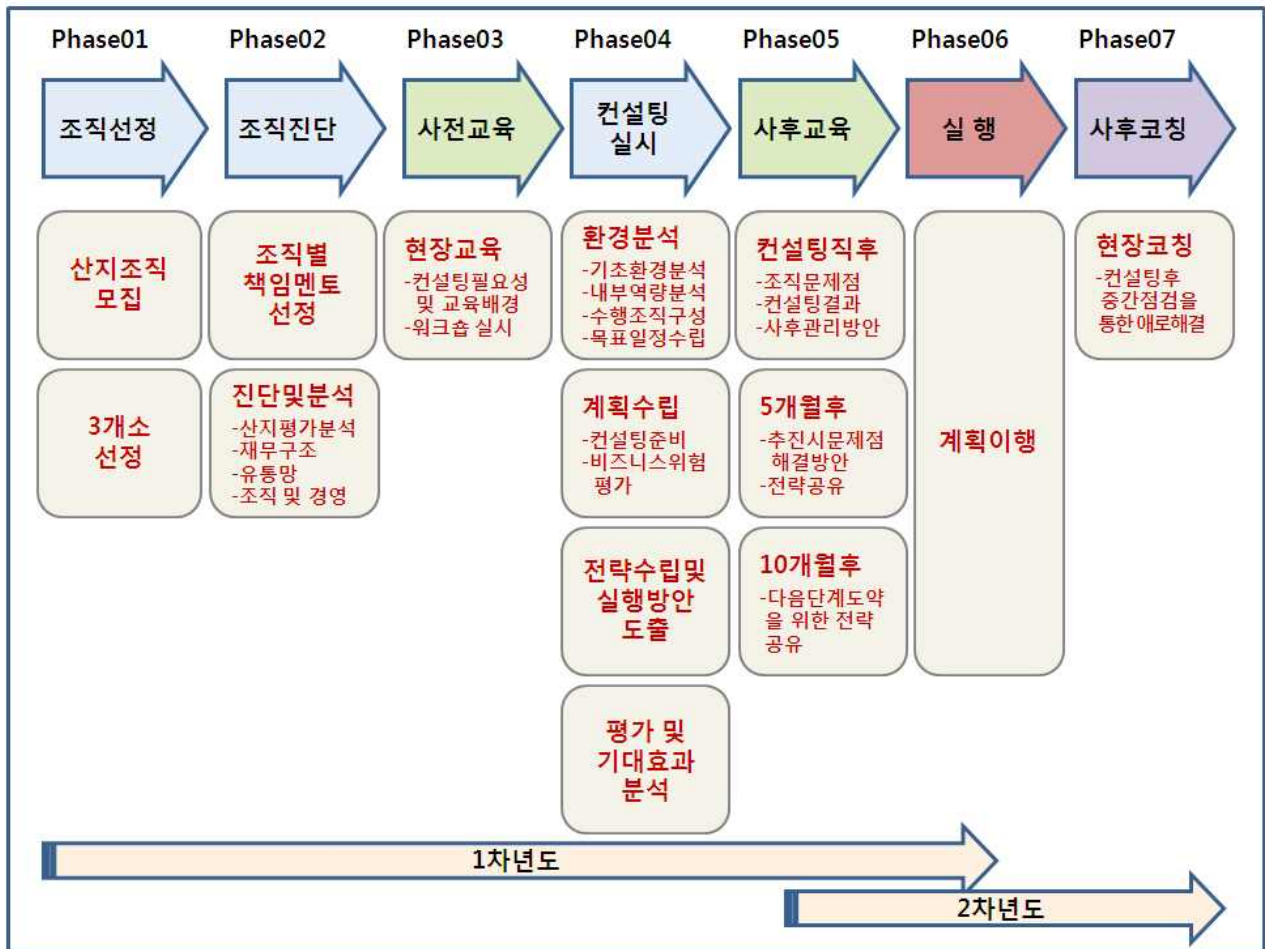 Phase01
Phase02
Phase03
Phase04
Phase05
Phase06
Phase07
조직선정
조직진단
사전교육
컨설팅
실시
사후교육
실 행
사후코칭
산지조직
모집
3개소
선정
조직별
책임멘토
선정
진단및분석
-산지평가분석
-재무구조
-유통망
-조직 및 경영
현장교육
-컨설팅필요성
및 교육배경
-워크숍 실시
환경분석
-기초환경분석
-내부역량분석
-수행조직구성
-목표일정수립
계획수립
-컨설팅준비
-비즈니스위험
평가
전략수립및
실행방안
도출
평가 및
기대효과
분석
컨설팅직후
-조직문제점
-컨설팅결과
-사후관리방안
5개월후
-추진시문제점
해결방안
-전략공유
10개월후
-다음단계도약
을 위한 전략
공유
계획이행
현장코칭
-컨설팅후
중간점검을
통한 애로해결
1차년도
2차년도